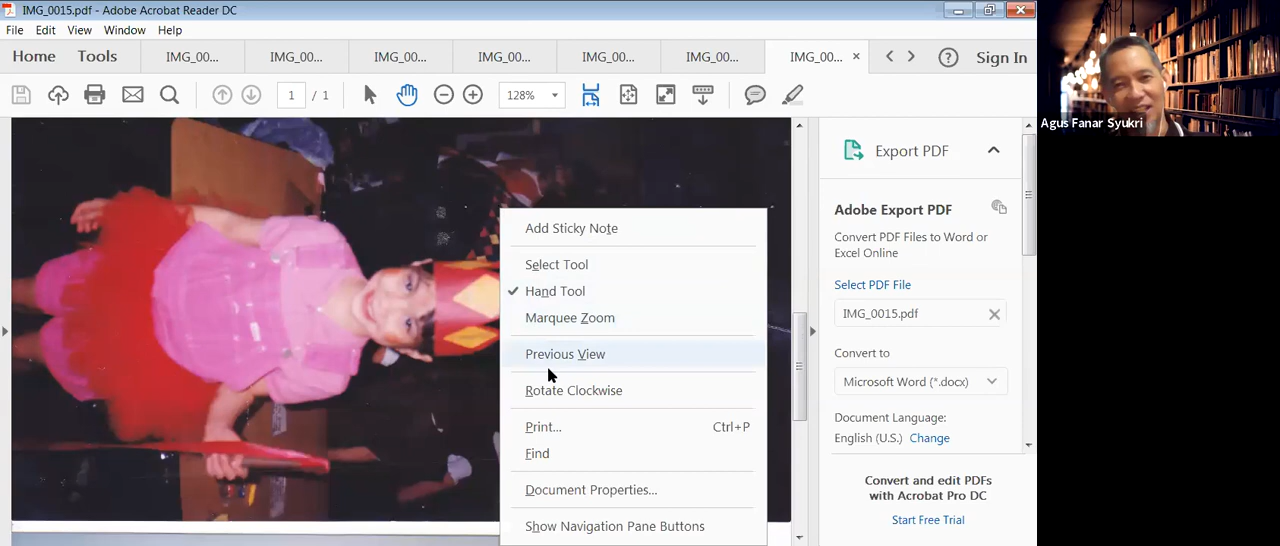 IMG_0015.pdf - Adobe Acrobat Reader DC
File Edit View Window Help
Home Tools IMG_00... IMG_00... IMG_00... IMG_00... IMG_00... IMG_00... IMG_00... × ? Sign In
1 / 1 128%
Agus Fanar Syukri
Add Sticky Note
Select Tool
Hand Tool
Marquee Zoom
Previous View
Rotate Clockwise
Print... Ctrl+P
Find
Document Properties...
Show Navigation Pane Buttons
Export PDF
Adobe Export PDF
Convert PDF Files to Word or
Excel Online
Select PDF File
IMG_0015.pdf
Convert to
Microsoft Word (*.docx)
Document Language:
English (U.S.) Change
Convert and edit PDFs
with Acrobat Pro DC
Start Free Trial